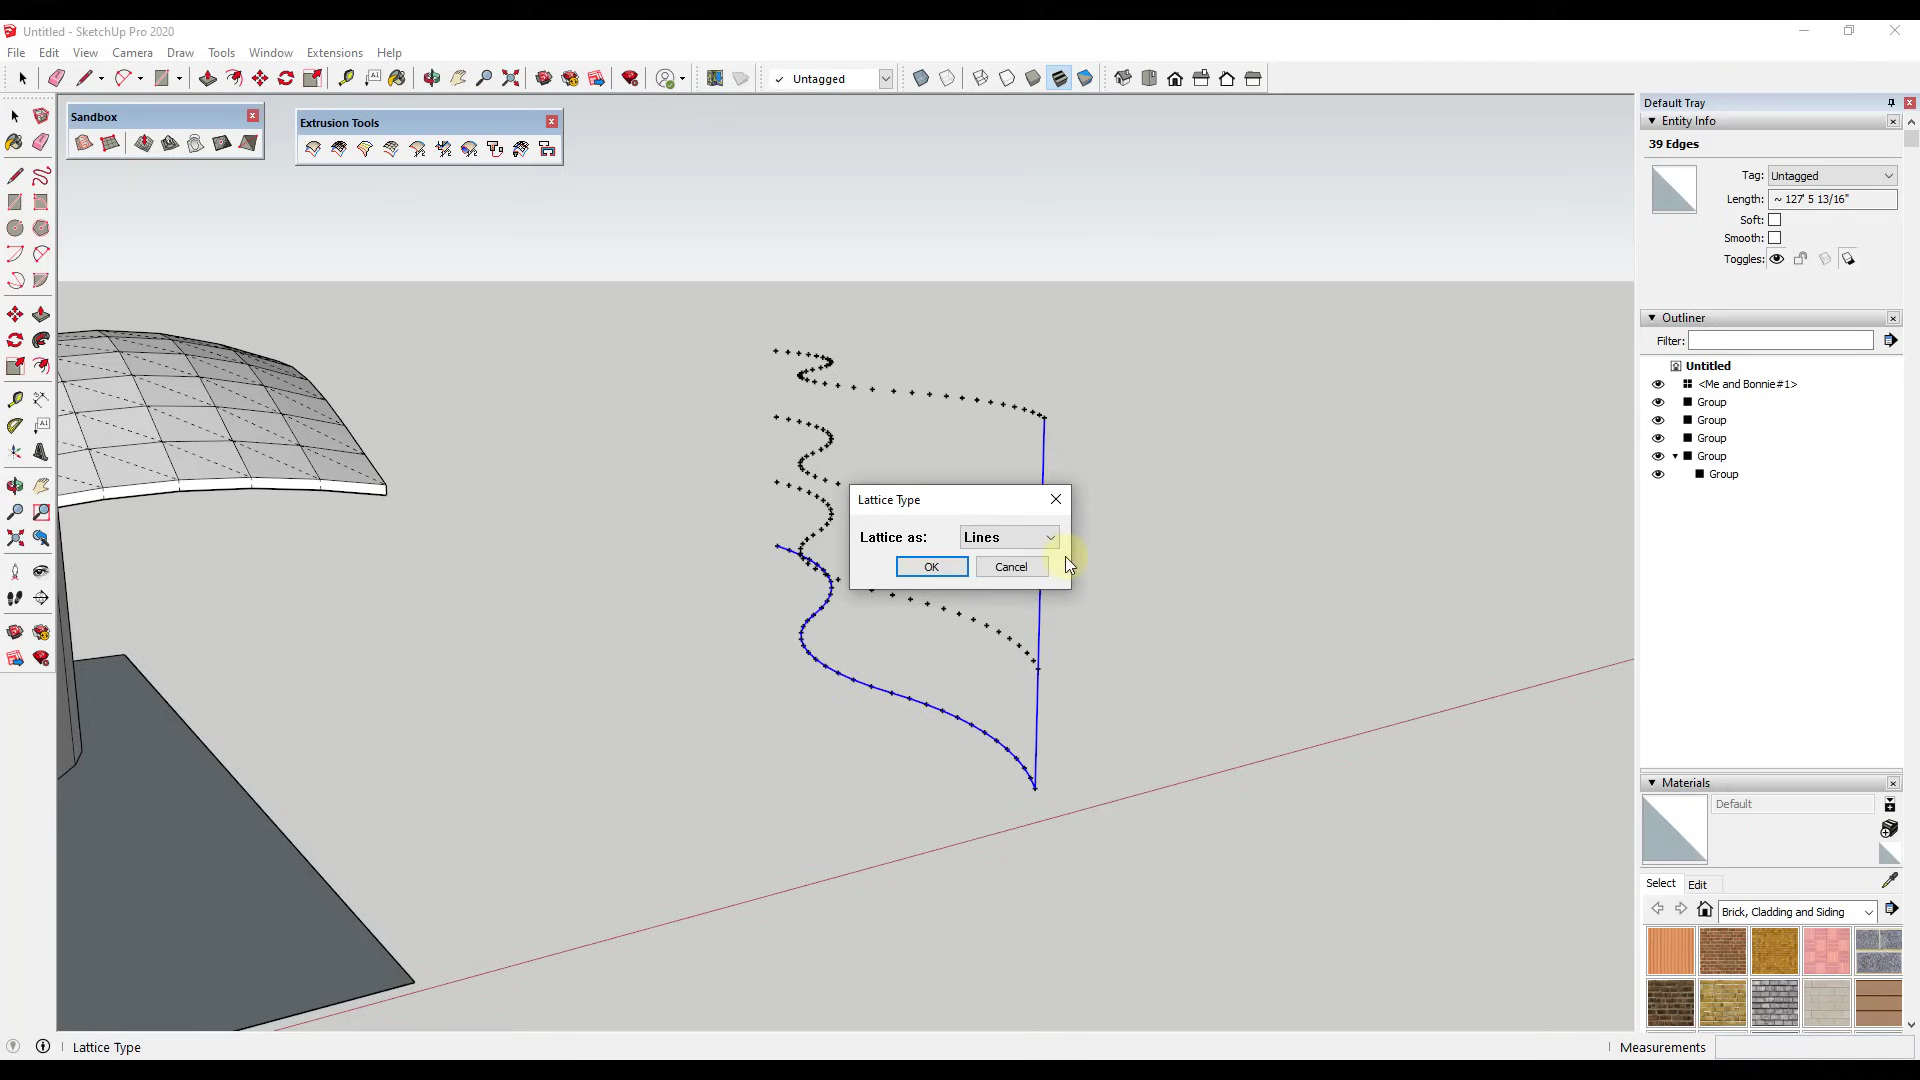 Untitled - SketchUp Pro 2020
File Edit View Camera Draw Tools Window Extensions Help
Untagged
Sandbox
Extrusion Tools
Default Tray
Entity Info
39 Edges
Tag: Untagged
Length: ~ 127' 5 13/16"
Soft:
Smooth:
Toggles:
Outliner
Filter:
Untitled
<Me and Bonnie#1>
Group
Group
Group
Group
Group
Lattice Type
Lattice as: Lines
OK Cancel
Materials
Default
Select Edit
Brick, Cladding and Siding
Lattice Type
Measurements